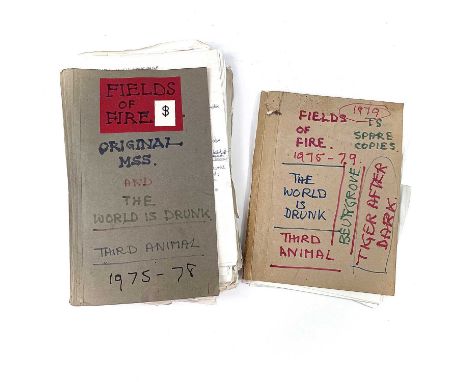 FIELDS
OF
FIRE.
$
ORIGINAL
MSS.
AND
THE
WORLD IS DRUNK
THIRD ANIMAL
1975-78
FIELDS
OF
FIRE.
1975-79.
THE
WORLD
IS
DRUNK
THIRD
ANIMAL
1979
IS
SPARE
COPIES
TIGER AFTER
DARK